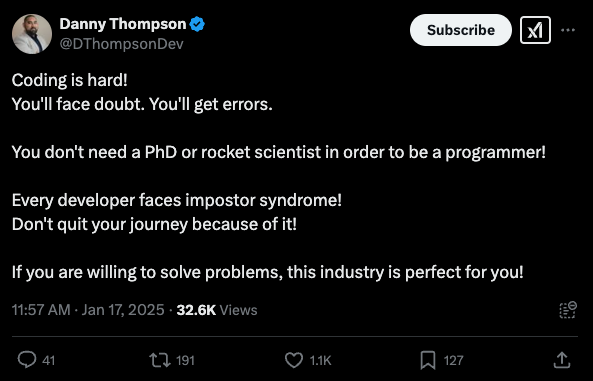 Danny Thompson
@DThompsonDev
Subscribe
Coding is hard!
You'll face doubt. You'll get errors.
You don't need a PhD or rocket scientist in order to be a programmer!
Every developer faces impostor syndrome!
Don't quit your journey because of it!
If you are willing to solve problems, this industry is perfect for you!
11:57 AM · Jan 17, 2025 · 32.6K Views
41 191 1.1K 127